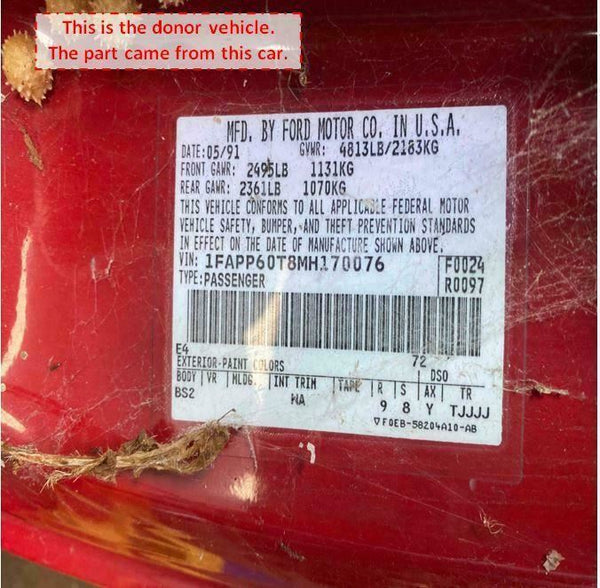 This is the donor vehicle.
The part came from this car.
MFD. BY FORD MOTOR CO. IN U.S.A.
DATE:05/91 GVWR: 4813LB/2183KG
FRONT GAWR: 2495LB 1131KG
REAR GAWR: 2361LB 1070KG
THIS VEHICLE CONFORMS TO ALL APPLICABLE FEDERAL MOTOR
VEHICLE SAFETY, BUMPER, AND THEFT PREVENTION STANDARDS
IN EFFECT ON THE DATE OF MANUFACTURE SHOWN ABOVE.
VIN: 1FAPP60T8MH170076 F0024
TYPE:PASSENGER R0097
E4 72
EXTERIOR PAINT COLORS DSO
BODY VR MLDG. INT TRIM TAPE R S AX TR
BS2 WA 9 8 Y TJJJJ
▽F0EB-58204A10-AB